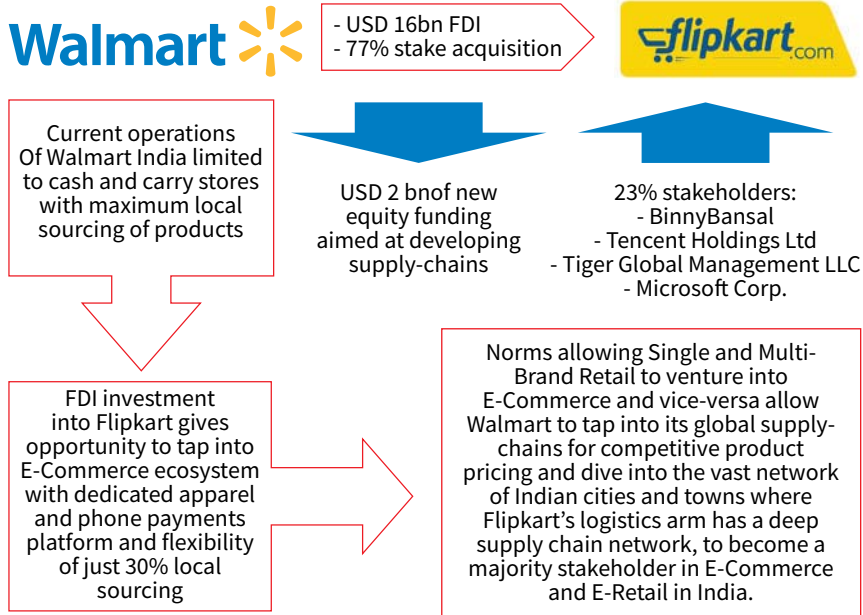 Walmart
- USD 16bn FDI
- 77% stake acquisition
flipkart
.com
Current operations
Of Walmart India limited
to cash and carry stores
with maximum local
sourcing of products
USD 2 bnof new
equity funding
aimed at developing
supply-chains
23% stakeholders:
- BinnyBansal
- Tencent Holdings Ltd
- Tiger Global Management LLC
- Microsoft Corp.
FDI investment
into Flipkart gives
opportunity to tap into
E-Commerce ecosystem
with dedicated apparel
and phone payments
platform and flexibility
of just 30% local
sourcing
Norms allowing Single and Multi-
Brand Retail to venture into
E-Commerce and vice-versa allow
Walmart to tap into its global supply-
chains for competitive product
pricing and dive into the vast network
of Indian cities and towns where
Flipkart’s logistics arm has a deep
supply chain network, to become a
majority stakeholder in E-Commerce
and E-Retail in India.